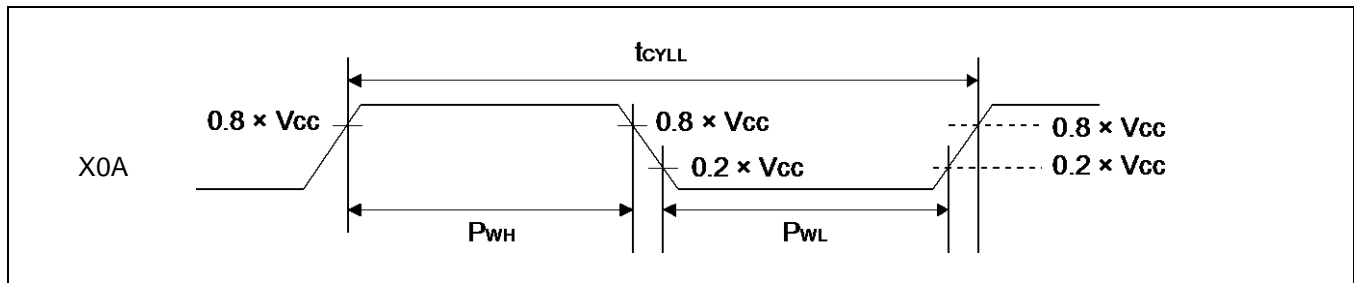 tCYLL
0.8 × Vcc
0.8 × Vcc
0.8 × Vcc
X0A
0.2 × Vcc
0.2 × Vcc
PWH
PWL